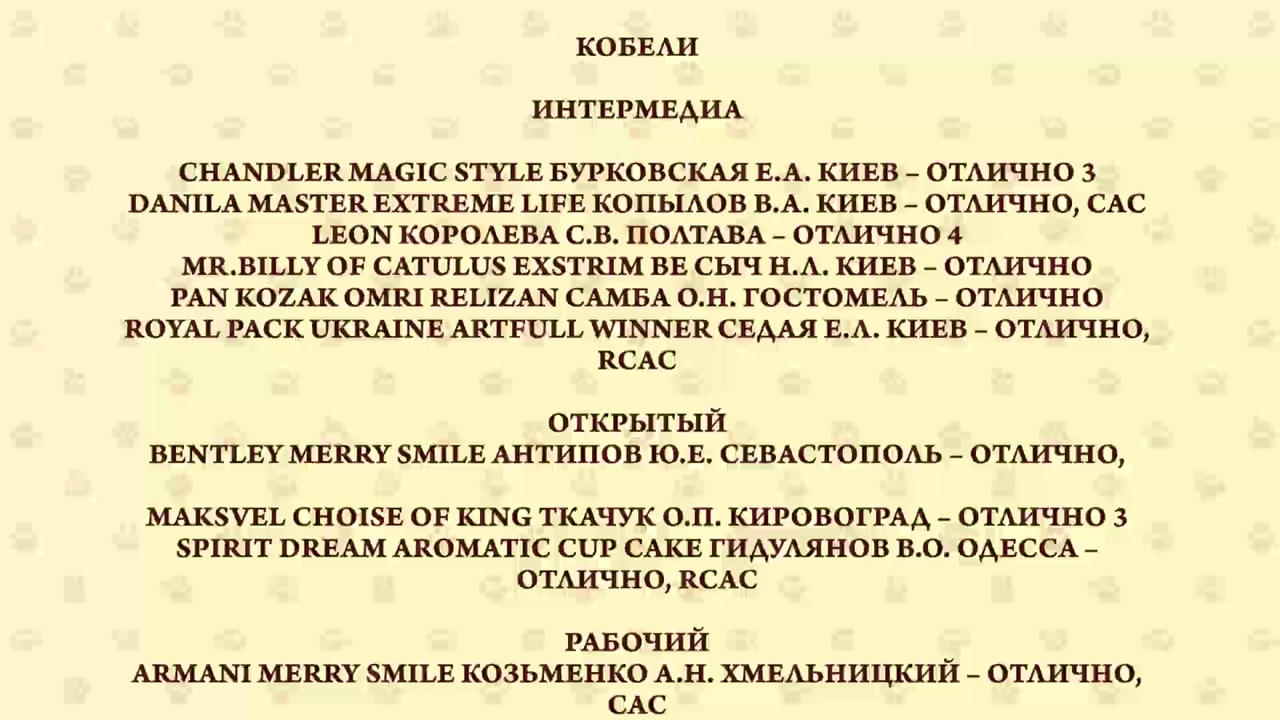 КОБЕЛИ
ИНТЕРМЕДИА
CHANDLER MAGIC STYLE БУРКОВСКАЯ Е.А. КИЕВ – ОТЛИЧНО 3
DANILA MASTER EXTREME LIFE КОПЫЛОВ В.А. КИЕВ – ОТЛИЧНО, САС
LEON КОРОЛЕВА С.В. ПОЛТАВА – ОТЛИЧНО 4
MR.BILLY OF CATULUS EXSTRIM BE СЫЧ Н.Л. КИЕВ – ОТЛИЧНО
PAN KOZAK OMRI RELIZAN САМБА О.Н. ГОСТОМЕЛЬ – ОТЛИЧНО
ROYAL PACK UKRAINE ARTFULL WINNER СЕДАЯ Е.Л. КИЕВ – ОТЛИЧНО,
RCAC
ОТКРЫТЫЙ
BENTLEY MERRY SMILE АНТИПОВ Ю.Е. СЕВАСТОПОЛЬ – ОТЛИЧНО,
MAKSVEL CHOISE OF KING ТКАЧУК О.П. КИРОВОГРАД – ОТЛИЧНО 3
SPIRIT DREAM AROMATIC CUP CAKE ГИДУЛЯНОВ В.О. ОДЕССА –
ОТЛИЧНО, RCAC
РАБОЧИЙ
ARMANI MERRY SMILE КОЗЬМЕНКО А.Н. ХМЕЛЬНИЦКИЙ – ОТЛИЧНО,
САС